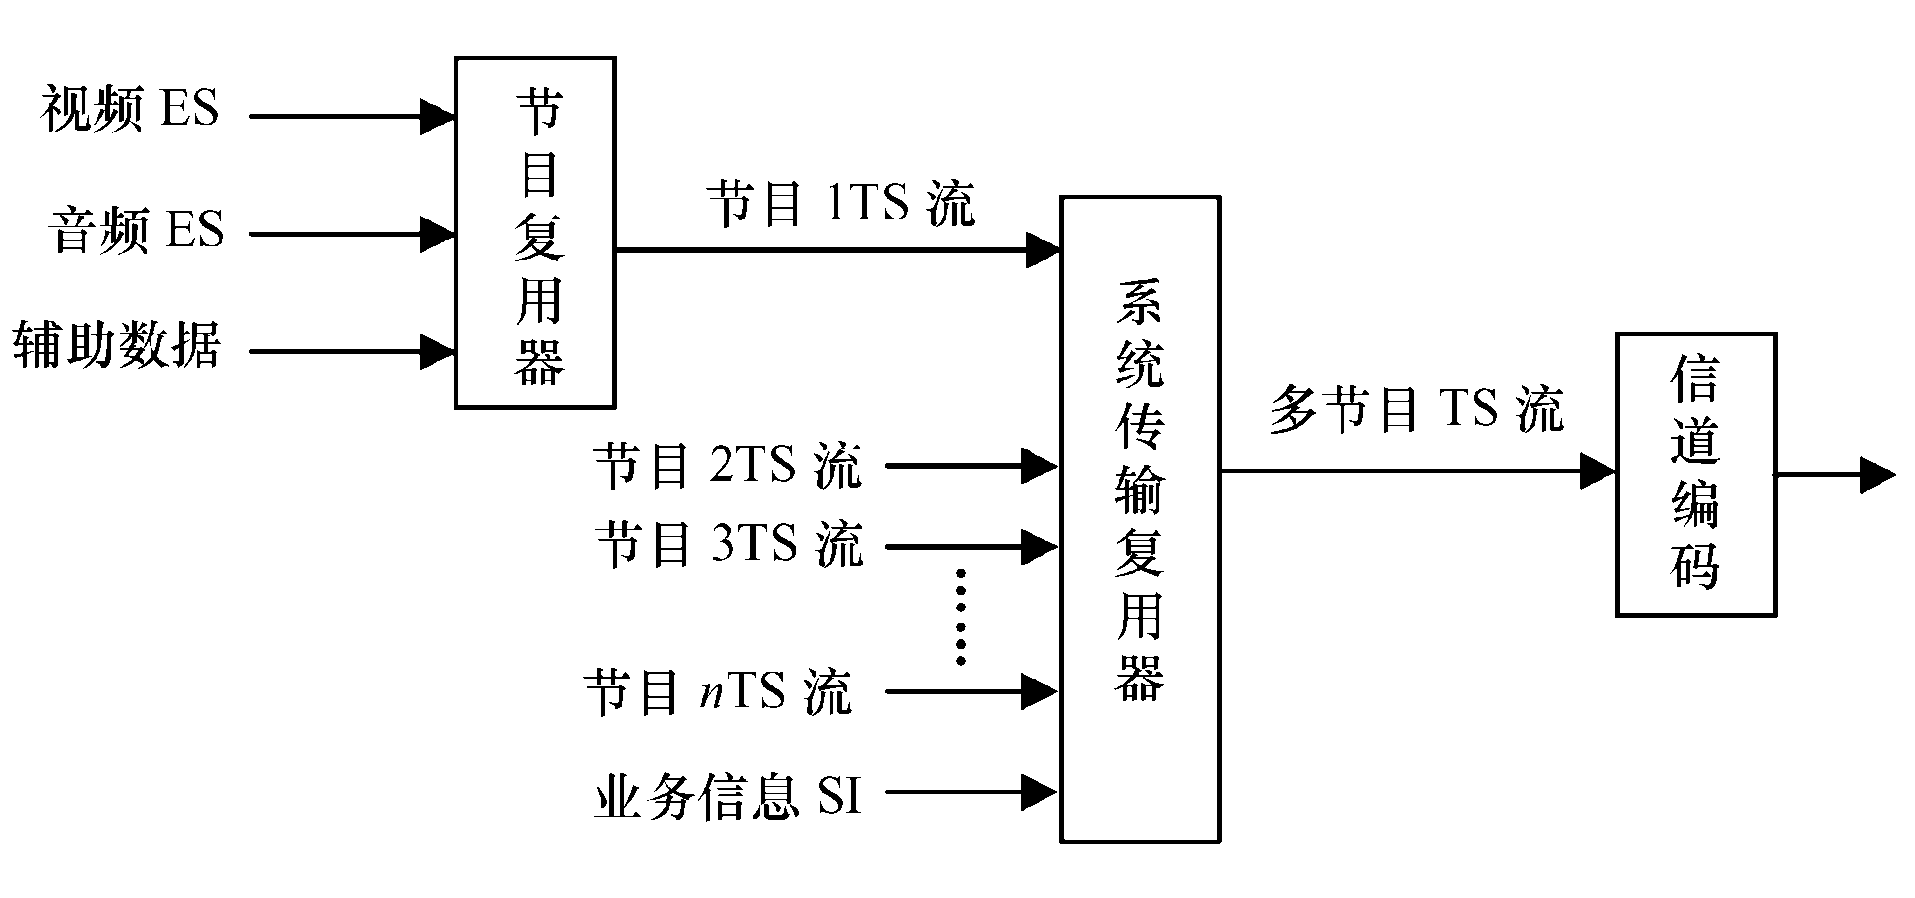 视频 ES
音频 ES
辅助数据
节目复用器
节目 1TS 流
节目 2TS 流
节目 3TS 流
节目 nTS 流
业务信息 SI
系统传输复用器
多节目 TS 流
信道编码